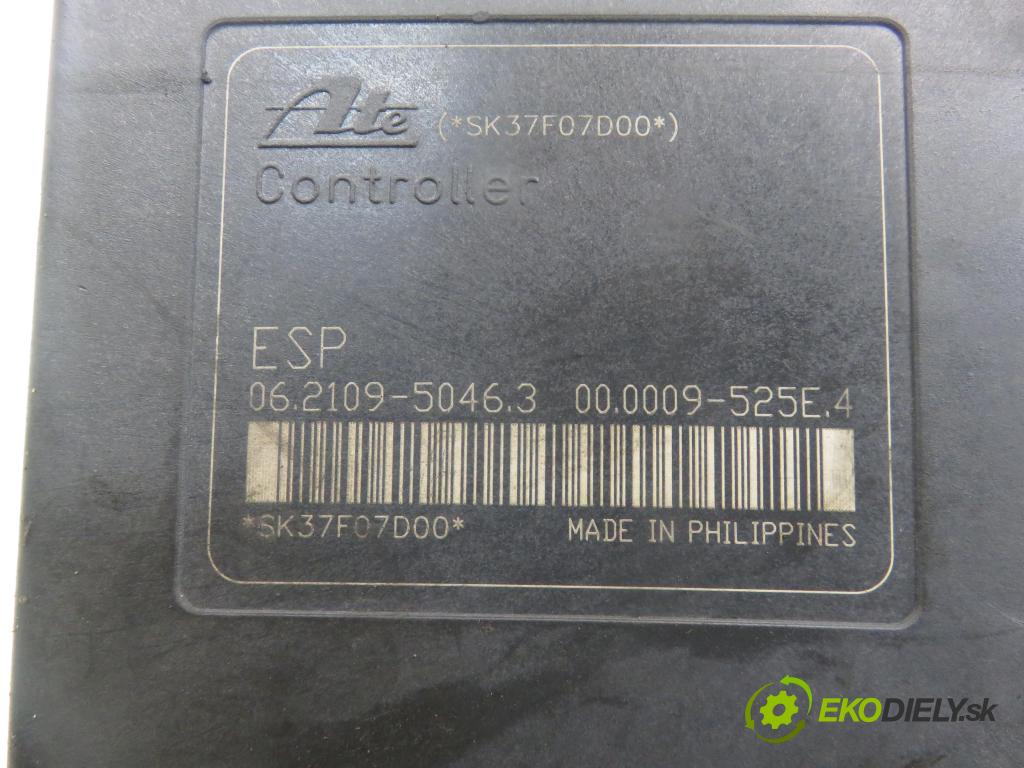 Ate (*SK37F07D00*)
Controller
ESP
06.2109-5046.3 00.0009-525E.4
*SK37F07D00* MADE IN PHILIPPINES
EKODIELY.sk